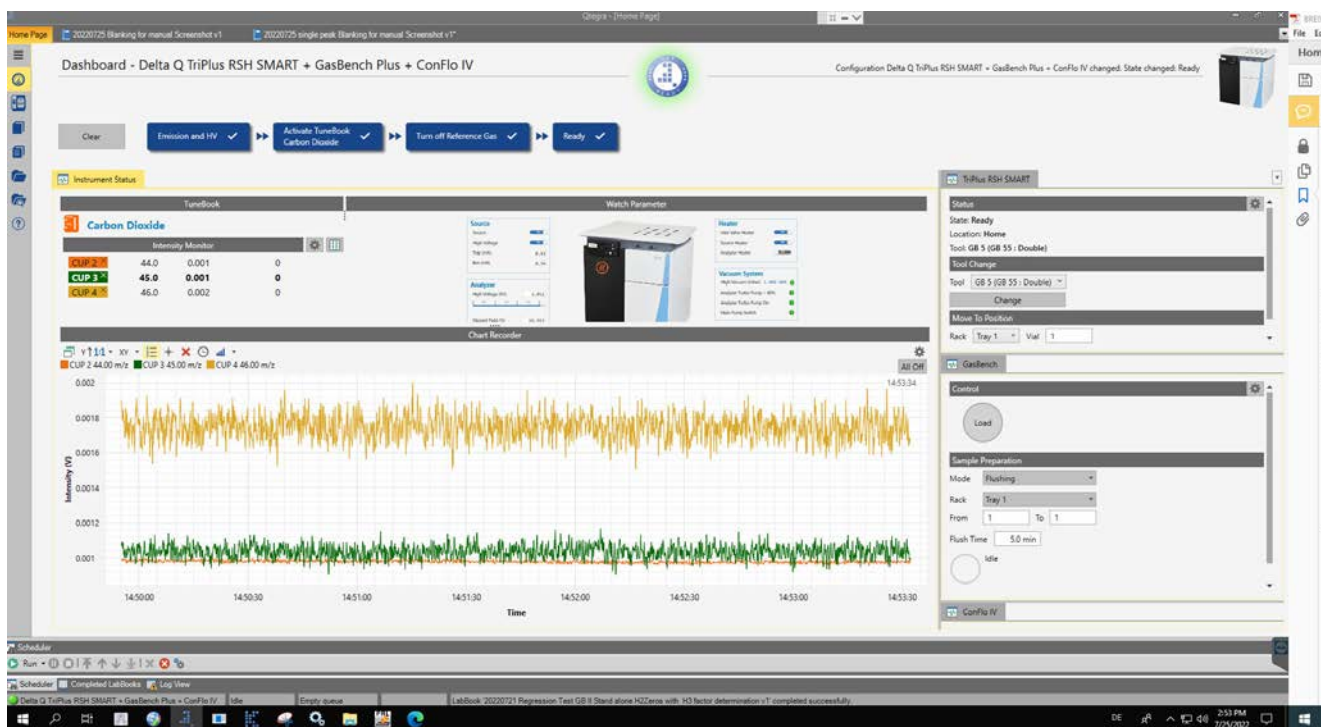 Qtegra - [Home Page]
Home Page
20220725 Blanking for manual Screenshot v1
20220725 single peak Blanking for manual Screenshot v1*
File
Dashboard - Delta Q TriPlus RSH SMART + GasBench Plus + ConFlo IV
Configuration Delta Q TriPlus RSH SMART + GasBench Plus + ConFlo IV changed. State changed: Ready
Clear
Emission and HV
Activate TuneBook
Carbon Dioxide
Turn off Reference Gas
Ready
Instrument Status
TuneBook
Watch Parameter
Carbon Dioxide
Intensity Monitor
CUP 2 44.0 0.001 0
CUP 3 45.0 0.001 0
CUP 4 46.0 0.002 0
Source
High Voltage
Analyzer
Heater
Source Heater
Vacuum System
Chart Recorder
CUP 2 44.00 m/z CUP 3 45.00 m/z CUP 4 46.00 m/z
All Off
14:53:34
0.002
0.0018
0.0016
0.0014
0.0012
0.001
Intensity (V)
14:50:00 14:50:30 14:51:00 14:51:30 14:52:00 14:52:30 14:53:00 14:53:30
Time
TriPlus RSH SMART
Status
State: Ready
Location: Home
Tool: GB 5 (GB 55 : Double)
Tool Change
Tool GB 5 (GB 55 : Double)
Change
Move To Position
Rack Tray 1 Vial 1
GasBench
Control
Load
Sample Preparation
Mode Flushing
Rack Tray 1
From 1 To 1
Flush Time 5.0 min
Idle
ConFlo IV
Scheduler
Run
Scheduler Completed LabBooks Log View
Delta Q TriPlus RSH SMART + GasBench Plus + ConFlo IV Idle Empty queue LabBook '20220721 Regression Test GB II Stand alone H2Zeros with H3 factor determination v1' completed successfully.
DE
2:53 PM
7/25/2022